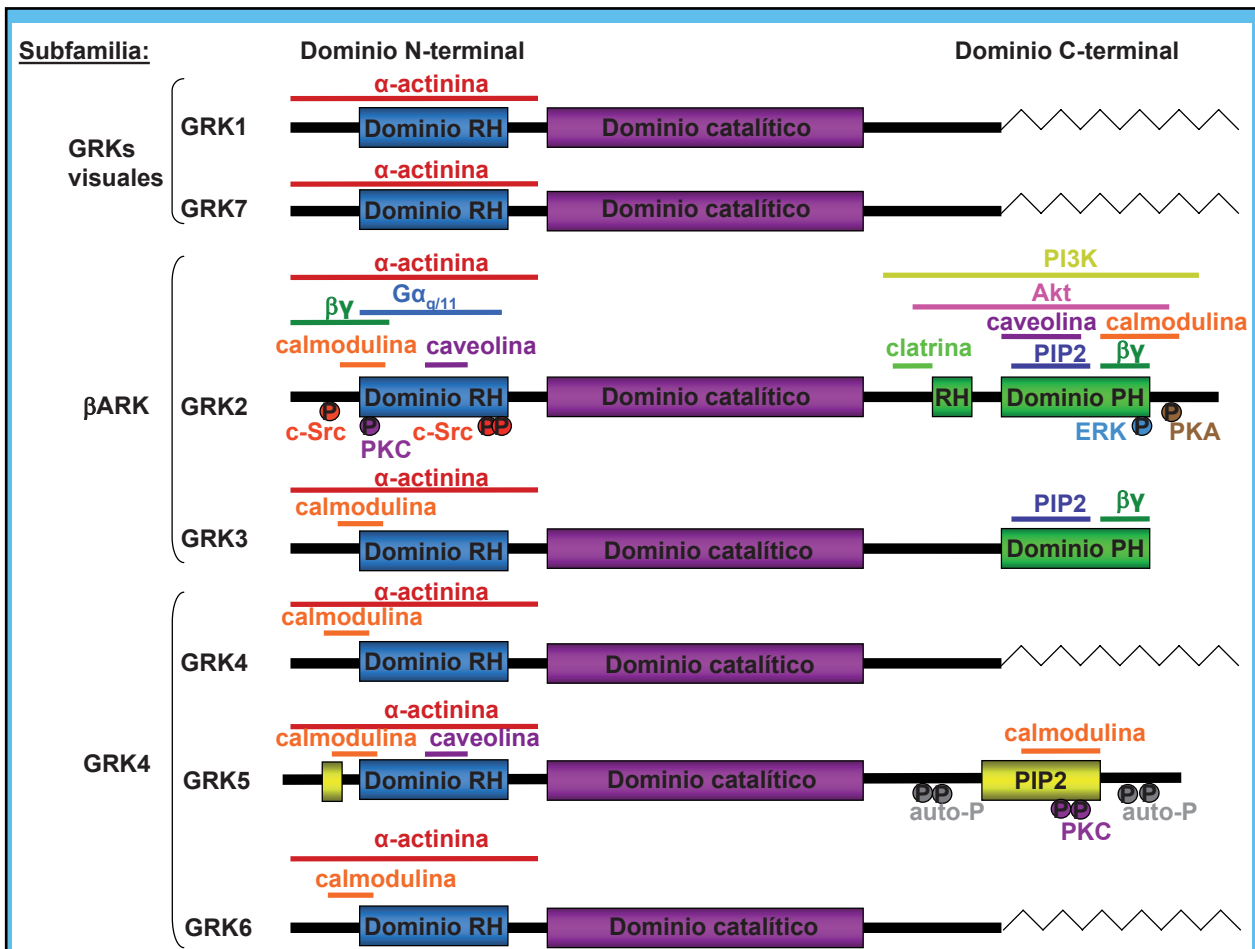 Subfamilia:
Dominio N-terminal
Dominio C-terminal
GRKs
visuales
α-actinina
GRK1
Dominio RH
Dominio catalítico
α-actinina
GRK7
Dominio RH
Dominio catalítico
βARK
α-actinina
PI3K
βγ
Gαq/11
Akt
calmodulina
caveolina
clatrina
caveolina
calmodulina
PIP2
βγ
GRK2
Dominio RH
Dominio catalítico
RH
Dominio PH
P
P
P P
P
P
c-Src
PKC
c-Src
ERK
PKA
α-actinina
calmodulina
PIP2
βγ
GRK3
Dominio RH
Dominio catalítico
Dominio PH
GRK4
α-actinina
calmodulina
GRK4
Dominio RH
Dominio catalítico
α-actinina
calmodulina
caveolina
calmodulina
GRK5
Dominio RH
Dominio catalítico
PIP2
P P
P P
P P
auto-P
PKC
auto-P
α-actinina
calmodulina
GRK6
Dominio RH
Dominio catalítico